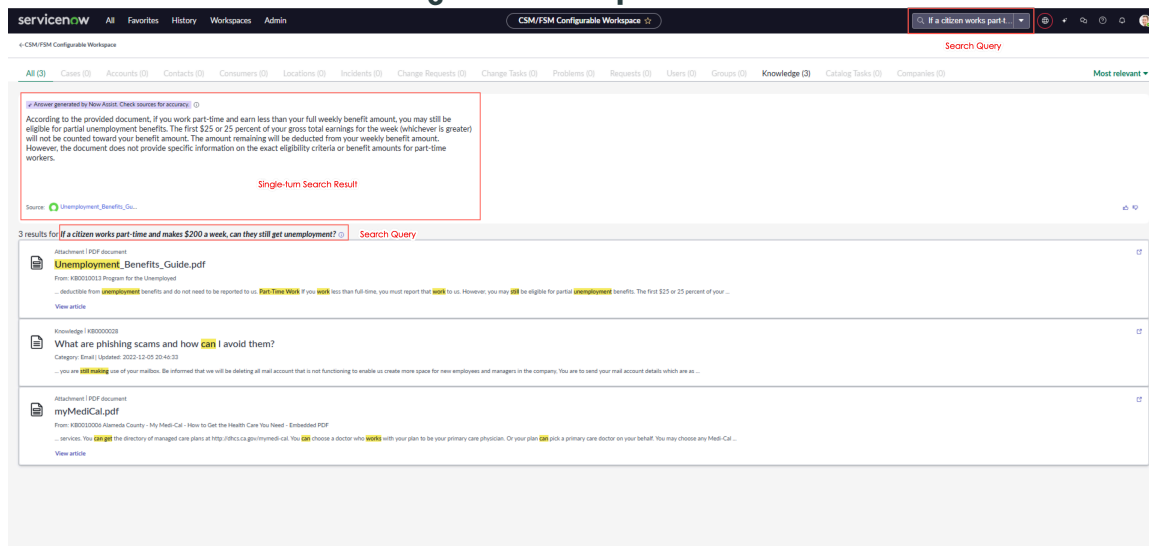 servicenow All Favorites History Workspaces Admin CSM/FSM Configurable Workspace If a citizen works part-t...
CSM/FSM Configurable Workspace
Search Query
All (3) Cases (0) Accounts (0) Contacts (0) Consumers (0) Locations (0) Incidents (0) Change Requests (0) Change Tasks (0) Problems (0) Requests (0) Users (0) Groups (0) Knowledge (3) Catalog Tasks (0) Companies (0) Most relevant
Answer generated by Now Assist. Check sources for accuracy.
According to the provided document, if you work part-time and earn less than your full weekly benefit amount, you may still be
eligible for partial unemployment benefits. The first $25 or 25 percent of your gross total earnings for the week (whichever is greater)
will not be counted toward your benefit amount. The amount remaining will be deducted from your weekly benefit amount.
However, the document does not provide specific information on the exact eligibility criteria or benefit amounts for part-time
workers.
Single-turn Search Result
Source: Unemployment_Benefits_Gu...
3 results for If a citizen works part-time and makes $200 a week, can they still get unemployment? Search Query
Attachment | PDF document
Unemployment_Benefits_Guide.pdf
From: KB0010013 Program for the Unemployed
... deductible from unemployment benefits and do not need to be reported to us. Part-Time Work If you work less than full-time, you must report that work to us. However, you may still be eligible for partial unemployment benefits. The first $25 or 25 percent of your ...
View article
Knowledge | KB0000028
What are phishing scams and how can I avoid them?
Category: Email | Updated: 2022-12-05 20:46:33
... you are still making use of your mailbox. Be informed that we will be deleting all mail account that is not functioning to enable us create more space for new employees and managers in the company. You are to send your mail account details which are as ...
Attachment | PDF document
myMediCal.pdf
From: KB0010006 Alameda County - My Medi-Cal - How to Get the Health Care You Need - Embedded PDF
... services. You can get the directory of managed care plans at http://dhcs.ca.gov/mymedi-cal. You can choose a doctor who works with your plan to be your primary care physician. Or your plan can pick a primary care doctor on your behalf. You may choose any Medi-Cal ...
View article